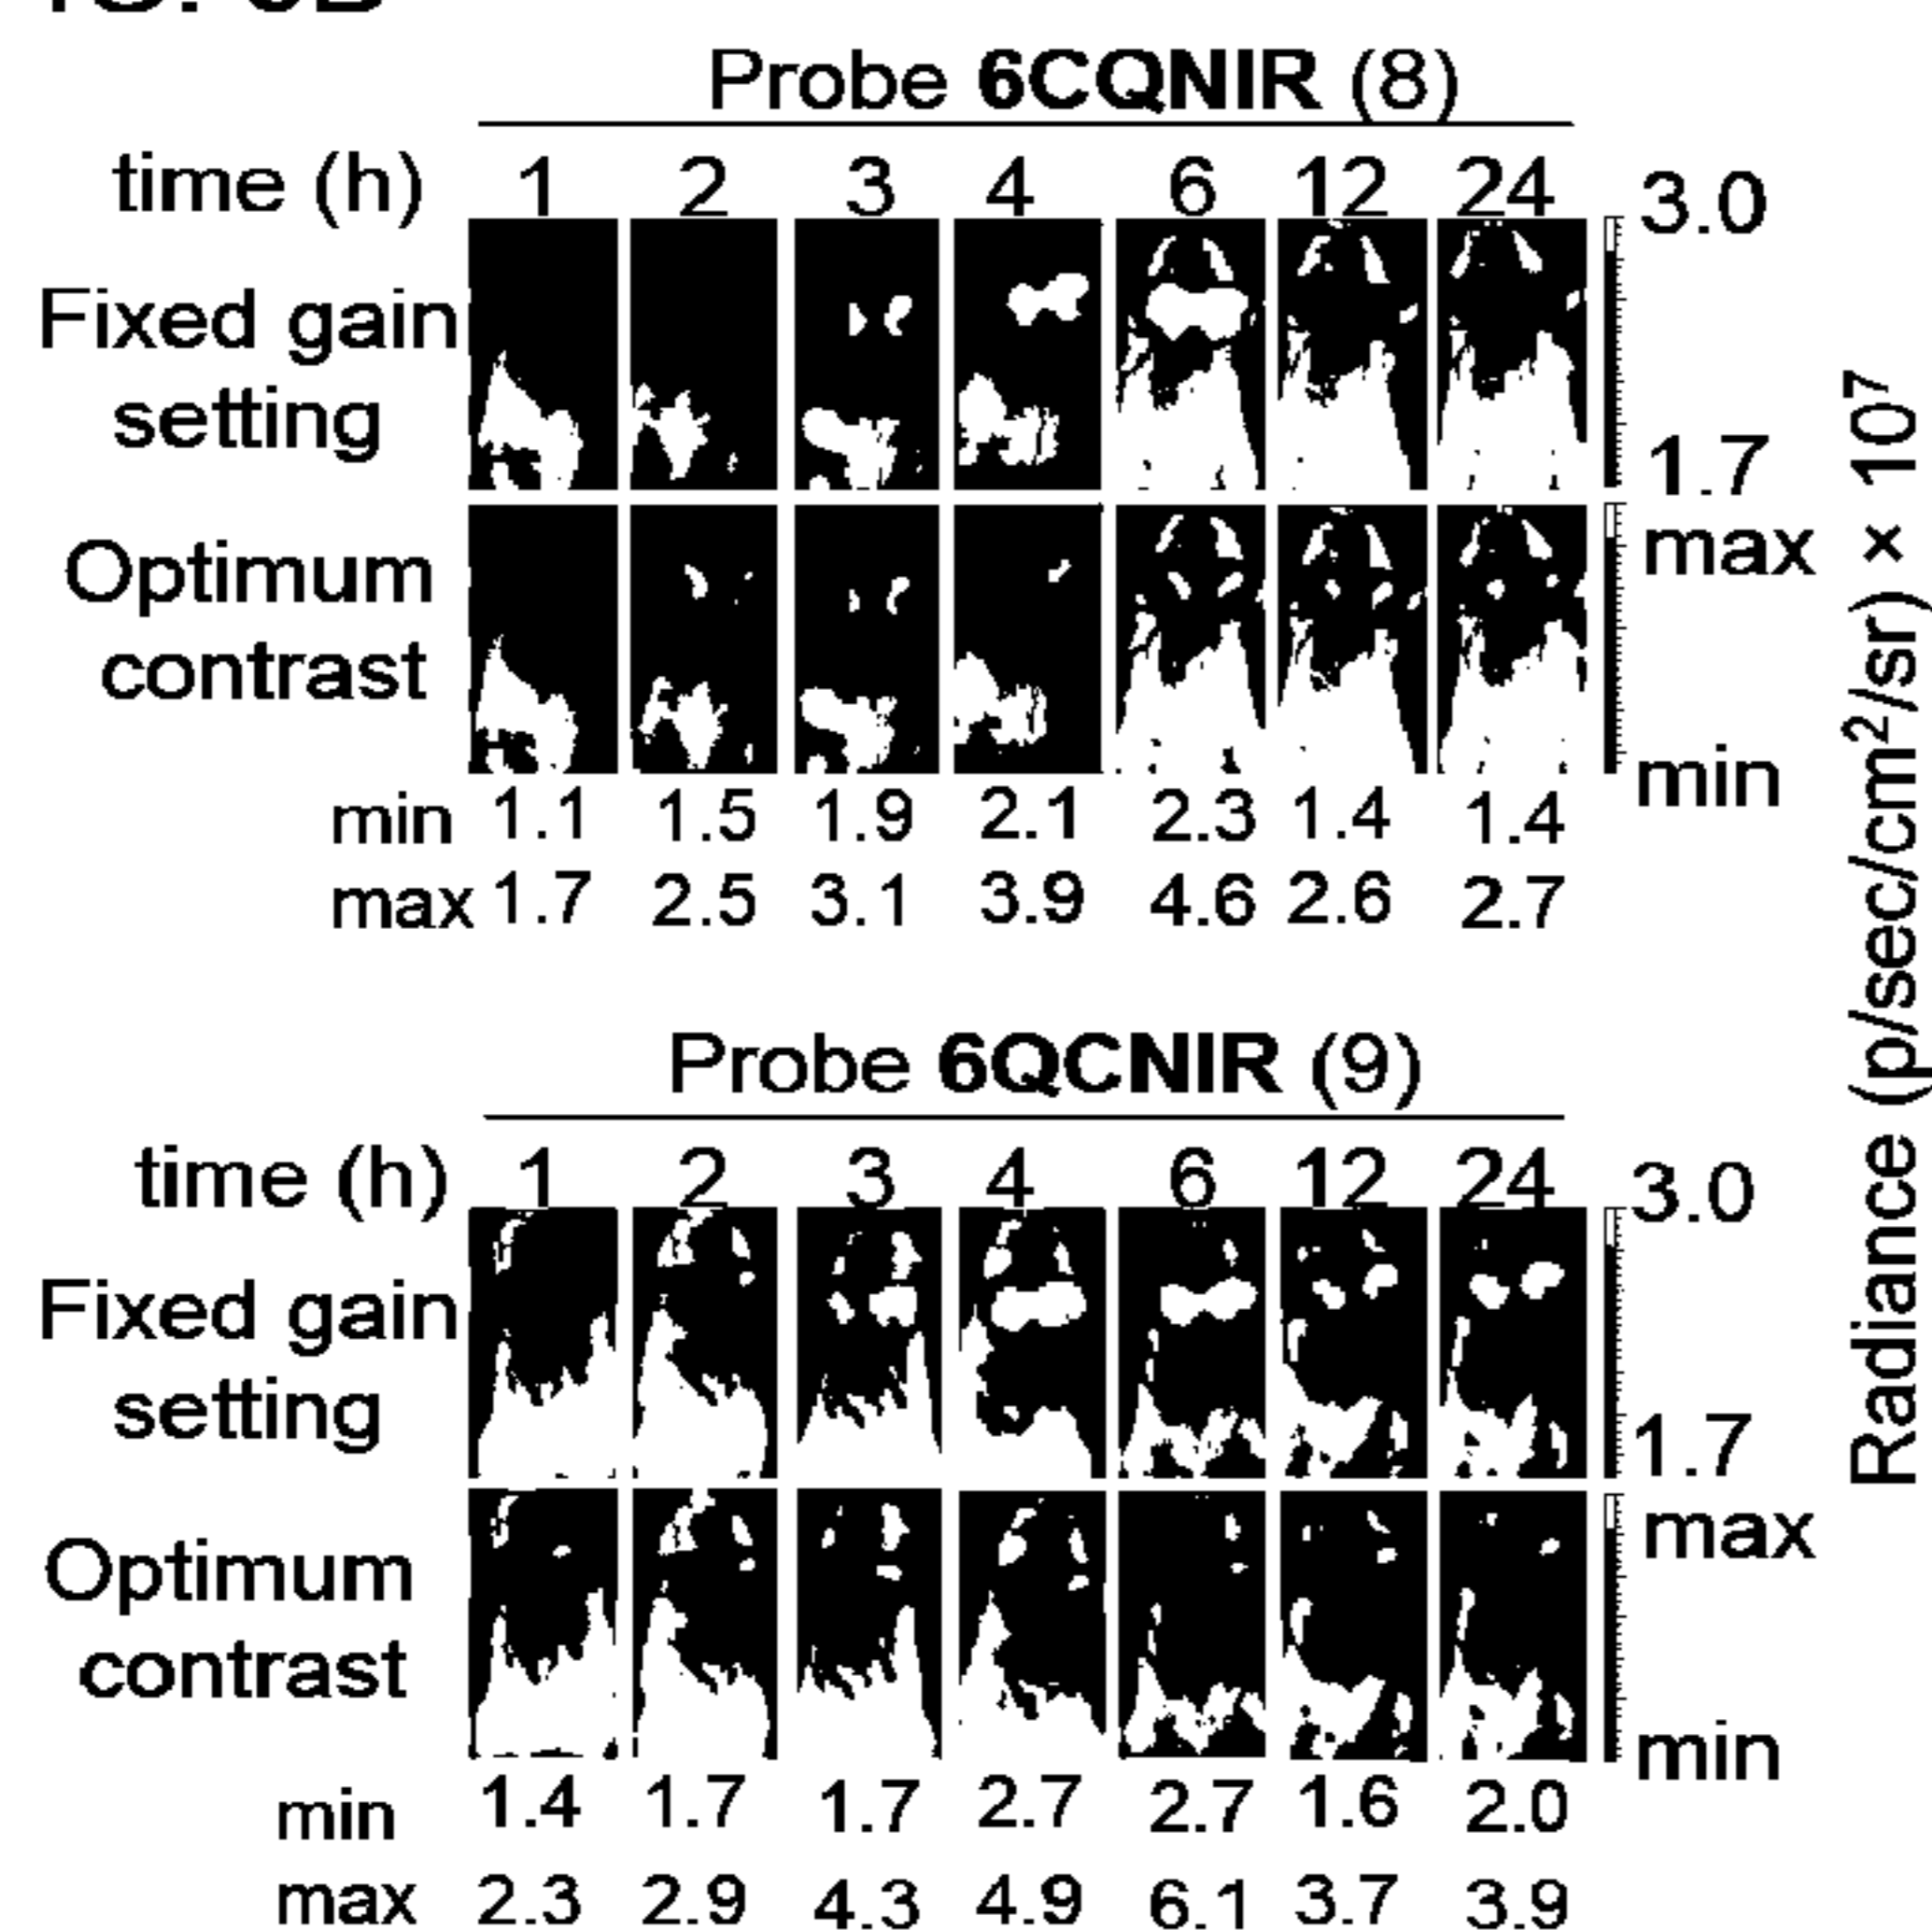 Probe 6CQNIR (8)
time (h) 1 2 3 4 6 12 24
Fixed gain setting
3.0
1.7
Optimum contrast
max
min
min 1.1 1.5 1.9 2.1 2.3 1.4 1.4
max 1.7 2.5 3.1 3.9 4.6 2.6 2.7
Probe 6QCNIR (9)
time (h) 1 2 3 4 6 12 24
Fixed gain setting
3.0
1.7
Optimum contrast
max
min
min 1.4 1.7 1.7 2.7 2.7 1.6 2.0
max 2.3 2.9 4.3 4.9 6.1 3.7 3.9
Radiance (p/sec/cm²/sr) × 10⁷